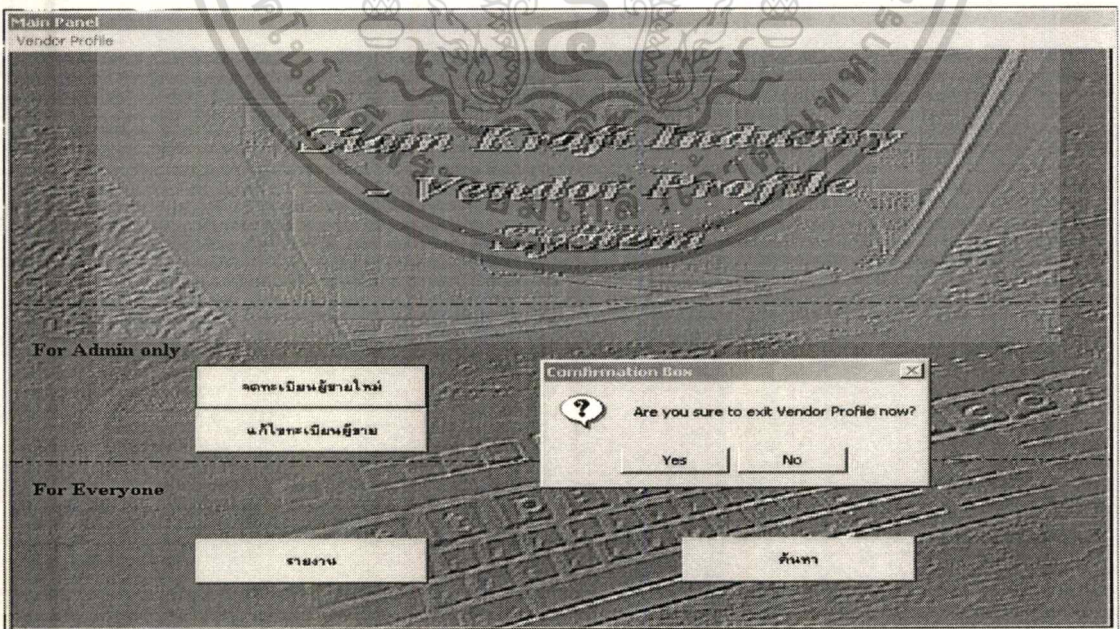 Main Panel
Vendor Profile
Siam Kraft Industry
- Vendor Profile
System
For Admin only
จดทะเบียนผู้ขายใหม่
แก้ไขทะเบียนผู้ขาย
Comfirmation Box
Are you sure to exit Vendor Profile now?
Yes
No
For Everyone
รายงาน
ค้นหา